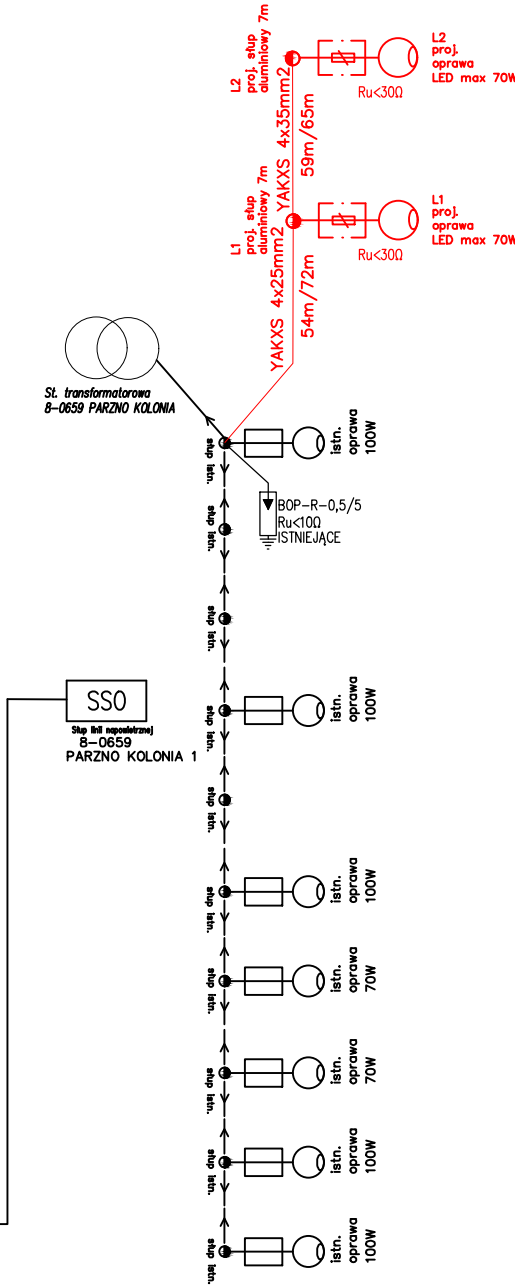 L2
proj. słup
aluminiowy 7m
L2
proj.
oprawa
LED max 70W
Ru<30Ω
YAKXS 4x35mm2
59m/65m
L1
proj. słup
aluminiowy 7m
L1
proj.
oprawa
LED max 70W
Ru<30Ω
YAKXS 4x25mm2
54m/72m
St. transformatorowa
8-0659 PARZNO KOLONIA
słup istn.
istn.
oprawa
100W
BOP-R-0,5/5
Ru<10Ω
ISTNIEJĄCE
słup istn.
słup istn.
słup istn.
istn.
oprawa
100W
SSO
Słup linii napowietrznej
8-0659
PARZNO KOLONIA 1
słup istn.
słup istn.
istn.
oprawa
100W
słup istn.
istn.
oprawa
70W
słup istn.
istn.
oprawa
70W
słup istn.
istn.
oprawa
100W
słup istn.
istn.
oprawa
100W